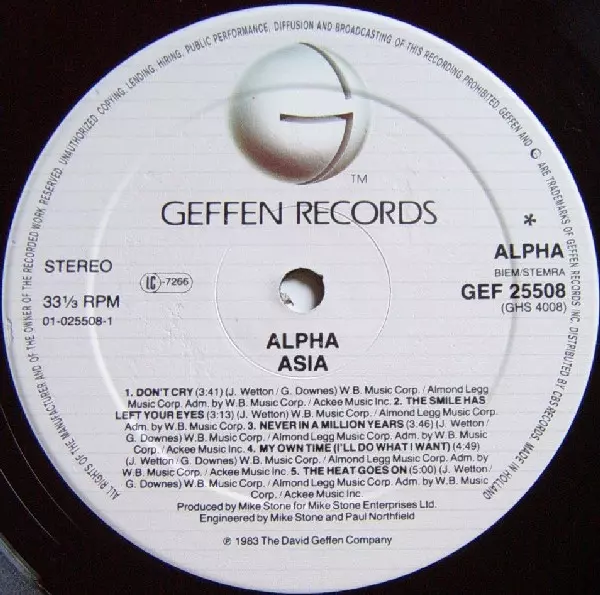 ALL RIGHTS OF THE MANUFACTURER AND OF THE OWNER OF THE RECORDED WORK RESERVED. UNAUTHORIZED COPYING, LENDING, HIRING, PUBLIC PERFORMANCE, DIFFUSION AND BROADCASTING OF THIS RECORDING PROHIBITED. GEFFEN AND G ARE TRADEMARKS OF GEFFEN RECORDS INC. DISTRIBUTED BY CBS RECORDS. MADE IN HOLLAND
G
TM
GEFFEN RECORDS
*
STEREO
LC-7266
33⅓ RPM
01-025508-1
ALPHA
BIEM/STEMRA
GEF 25508
(GHS 4008)
ALPHA
ASIA
1. DON'T CRY (3:41) (J. Wetton/G. Downes) W.B. Music Corp. / Almond Legg
Music Corp. Adm. by W.B. Music Corp. / Ackee Music Inc. 2. THE SMILE HAS
LEFT YOUR EYES (3:13) (J. Wetton) W.B. Music Corp. / Almond Legg Music Corp.
Adm. by W.B. Music Corp. 3. NEVER IN A MILLION YEARS (3:46) (J. Wetton /
G. Downes) W.B. Music Corp. / Almond Legg Music Corp. Adm. by W.B. Music
Corp. / Ackee Music Inc. 4. MY OWN TIME (I'LL DO WHAT I WANT) (4:49)
(J. Wetton / G. Downes) W.B. Music Corp. / Almond Legg Music Corp. Adm. by
W.B. Music Corp. / Ackee Music Inc. 5. THE HEAT GOES ON (5:00) (J. Wetton /
G. Downes) W.B. Music Corp. / Almond Legg Music Corp. Adm. by W.B. Music
Corp. / Ackee Music Inc.
Produced by Mike Stone for Mike Stone Enterprises Ltd.
Engineered by Mike Stone and Paul Northfield
℗ 1983 The David Geffen Company